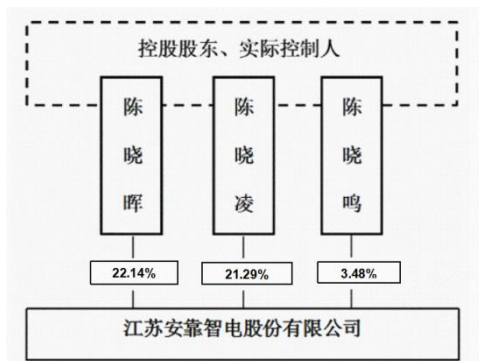 控股股东、实际控制人
陈晓晖
陈晓凌
陈晓鸣
22.14%
21.29%
3.48%
江苏安靠智电股份有限公司